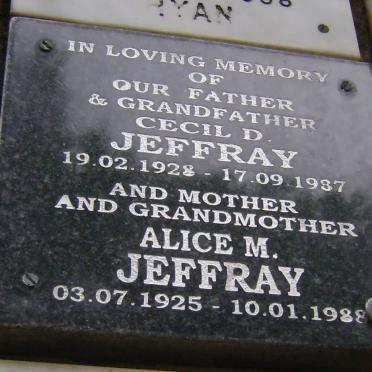 RYAN
IN LOVING MEMORY
OF
OUR FATHER
& GRANDFATHER
CECIL D.
JEFFRAY
19.02.1928 - 17.09.1987
AND MOTHER
AND GRANDMOTHER
ALICE M.
JEFFRAY
03.07.1925 - 10.01.1988